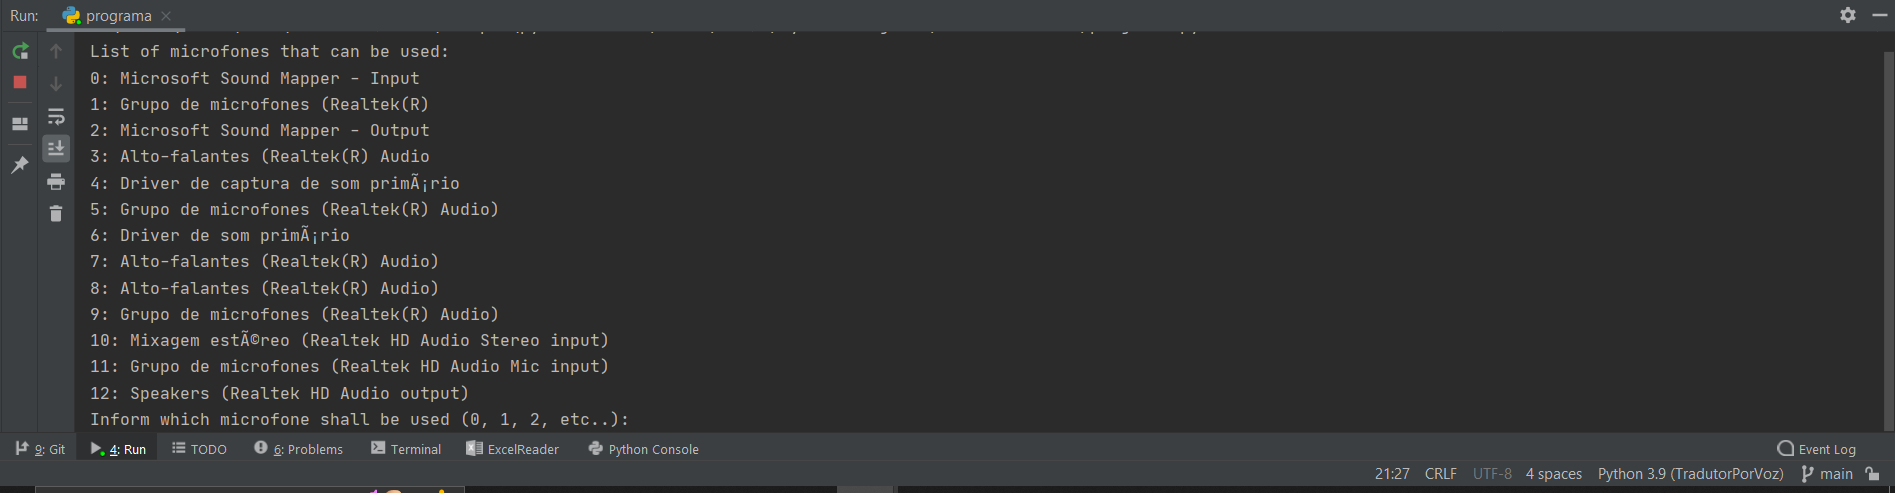 Run: programa
List of microfones that can be used:
0: Microsoft Sound Mapper - Input
1: Grupo de microfones (Realtek(R)
2: Microsoft Sound Mapper - Output
3: Alto-falantes (Realtek(R) Audio
4: Driver de captura de som primÃ¡rio
5: Grupo de microfones (Realtek(R) Audio)
6: Driver de som primÃ¡rio
7: Alto-falantes (Realtek(R) Audio)
8: Alto-falantes (Realtek(R) Audio)
9: Grupo de microfones (Realtek(R) Audio)
10: Mixagem estÃ©reo (Realtek HD Audio Stereo input)
11: Grupo de microfones (Realtek HD Audio Mic input)
12: Speakers (Realtek HD Audio output)
Inform which microfone shall be used (0, 1, 2, etc..):
9: Git 4: Run TODO 6: Problems Terminal ExcelReader Python Console Event Log
21:27 CRLF UTF-8 4 spaces Python 3.9 (TradutorPorVoz) main